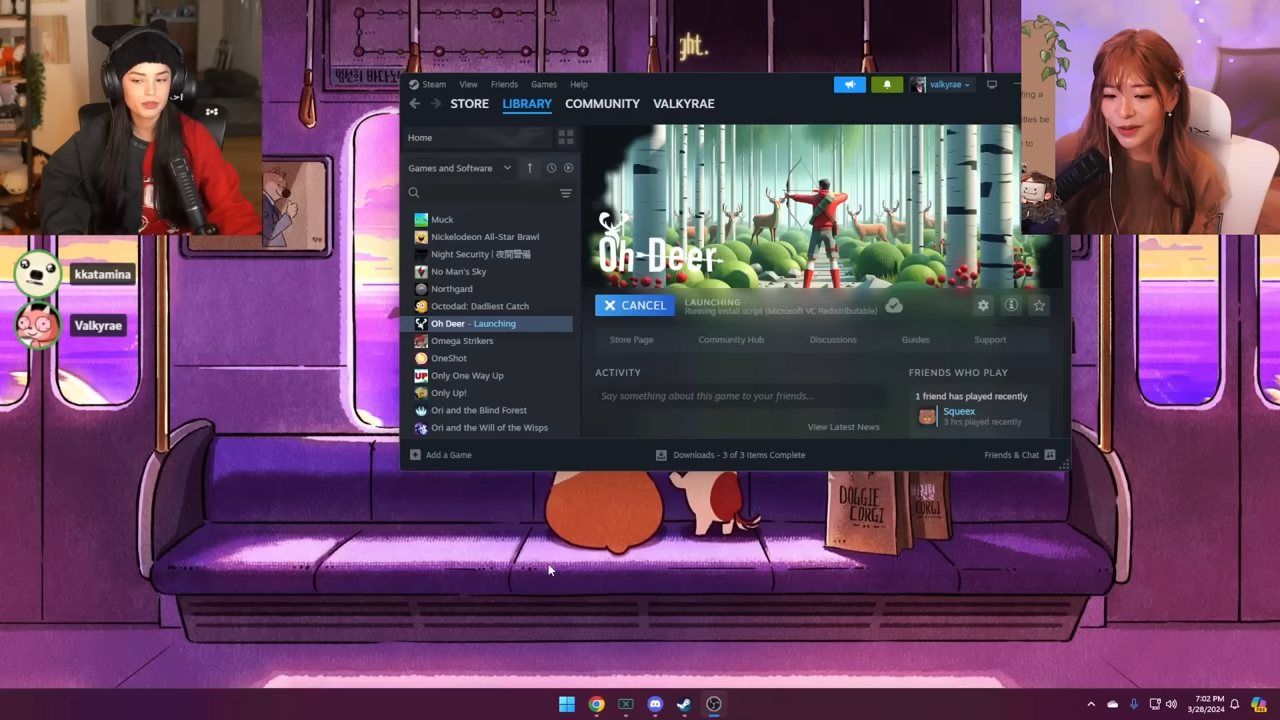 ght.
Steam View Friends Games Help
valkyrae
STORE LIBRARY COMMUNITY VALKYRAE
Home
Games and Software
Muck
Nickelodeon All-Star Brawl
Night Security | 夜間警備
No Man's Sky
Northgard
Octodad: Dadliest Catch
Oh Deer - Launching
Omega Strikers
OneShot
Only One Way Up
Only Up!
Ori and the Blind Forest
Ori and the Will of the Wisps
Oh Deer
CANCEL
LAUNCHING
Running install script (Microsoft VC Redistributable)
Store Page Community Hub Discussions Guides Support
ACTIVITY
Say something about this game to your friends...
View Latest News
FRIENDS WHO PLAY
1 friend has played recently
Squeex
3 hrs played recently
Add a Game
Downloads - 3 of 3 Items Complete
Friends & Chat
kkatamina
Valkyrae
DOGGIE
CORGI
CORGI
7:02 PM
3/28/2024